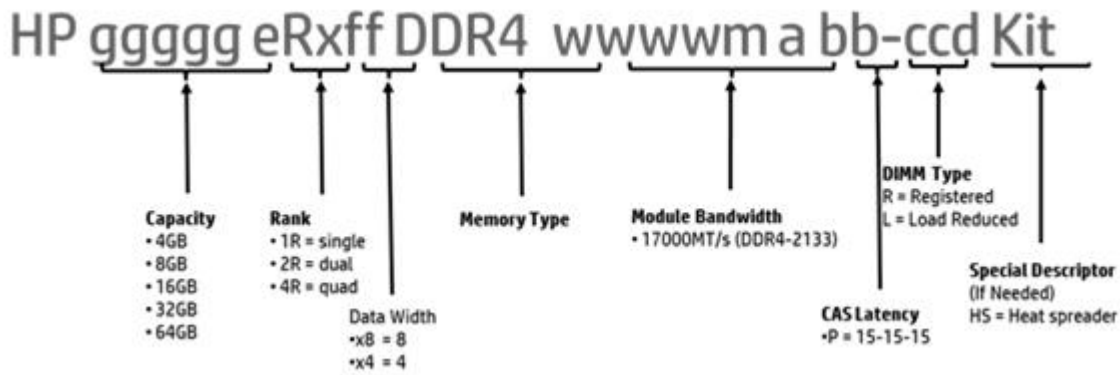 HP ggggg eRxff DDR4 wwwwm a bb-ccd Kit
Capacity
• 4GB
• 8GB
• 16GB
• 32GB
• 64GB
Rank
• 1R = single
• 2R = dual
• 4R = quad
Data Width
•x8 = 8
•x4 = 4
Memory Type
Module Bandwidth
• 17000MT/s (DDR4-2133)
CAS Latency
•P = 15-15-15
DIMM Type
R = Registered
L = Load Reduced
Special Descriptor
(If Needed)
HS = Heat spreader